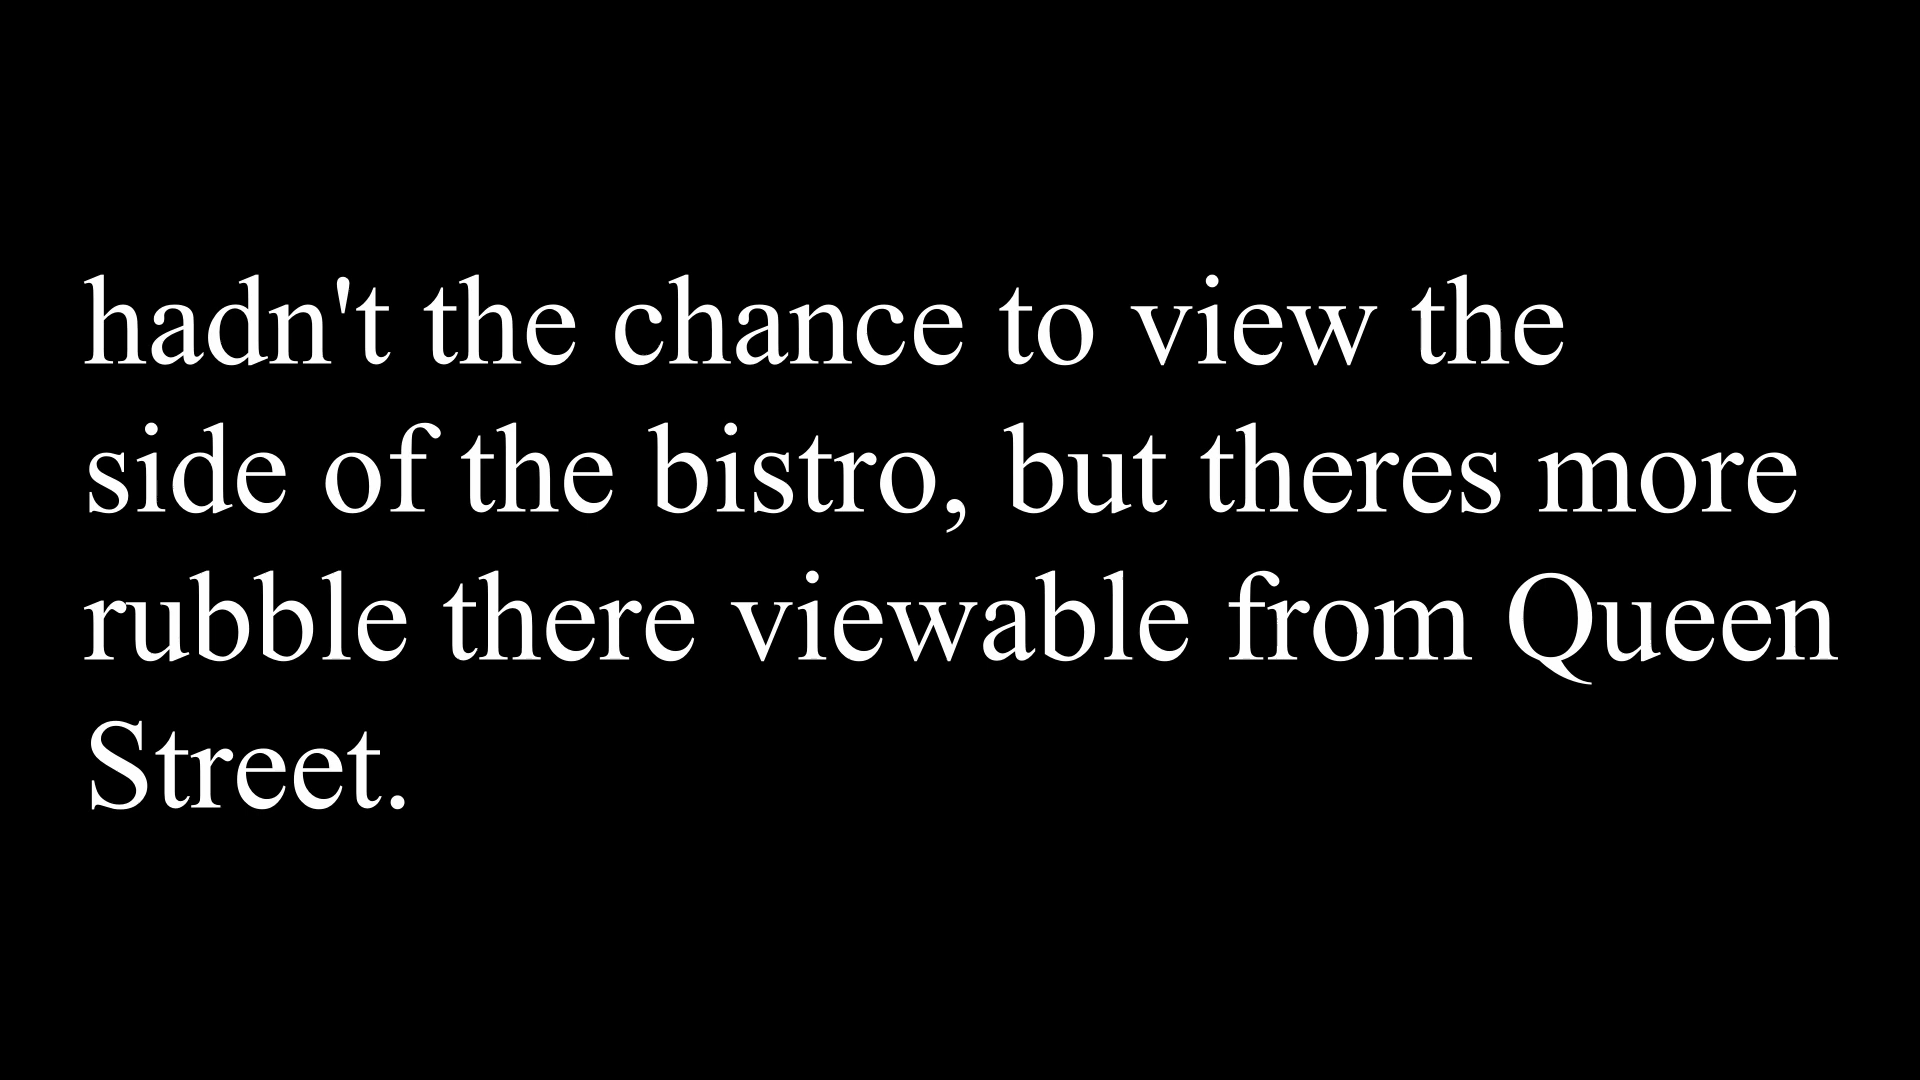 hadn't the chance to view the
side of the bistro, but theres more
rubble there viewable from Queen
Street.